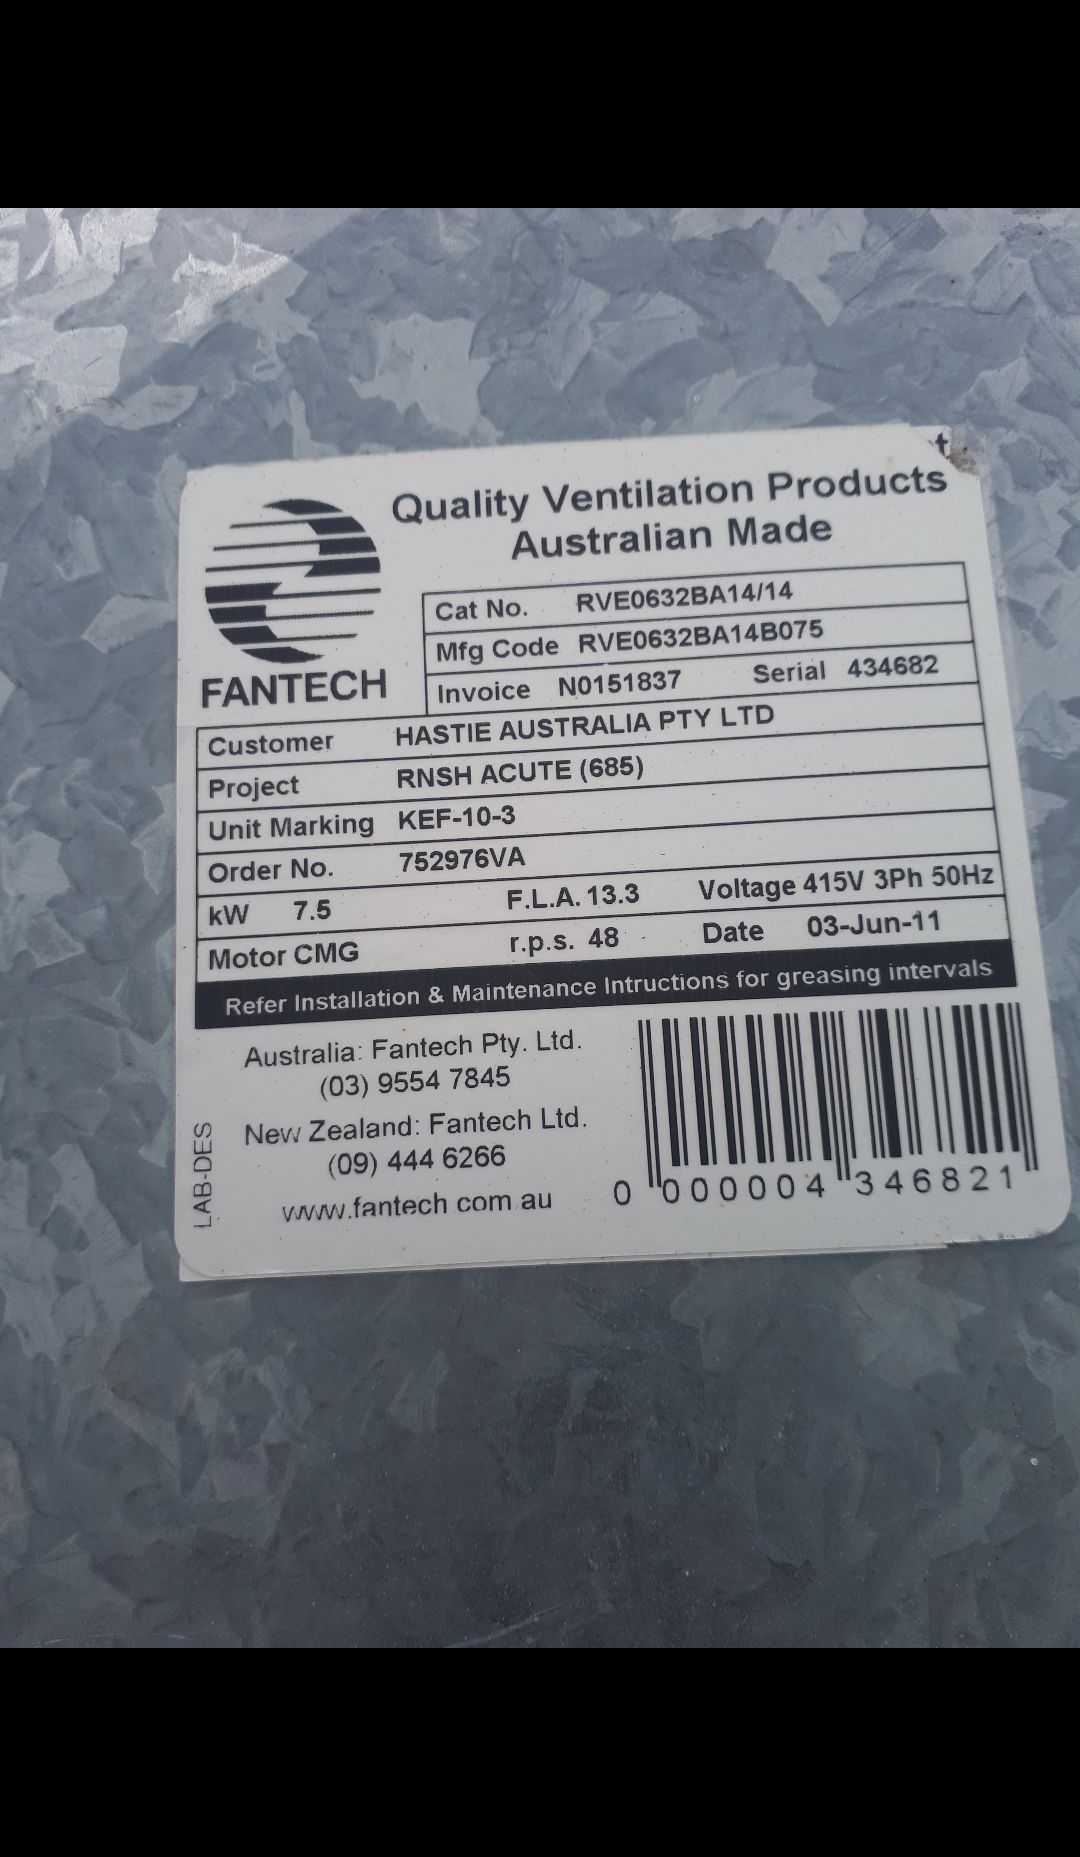 t
Quality Ventilation Products
Australian Made
FANTECH
Cat No. RVE0632BA14/14
Mfg Code RVE0632BA14B075
Invoice N0151837 Serial 434682
Customer HASTIE AUSTRALIA PTY LTD
Project RNSH ACUTE (685)
Unit Marking KEF-10-3
Order No. 752976VA
kW 7.5 F.L.A. 13.3 Voltage 415V 3Ph 50Hz
Motor CMG r.p.s. 48 Date 03-Jun-11
Refer Installation & Maintenance Intructions for greasing intervals
Australia: Fantech Pty. Ltd.
(03) 9554 7845
New Zealand: Fantech Ltd.
(09) 444 6266
www.fantech.com.au
LAB-DES
0 000004 346821